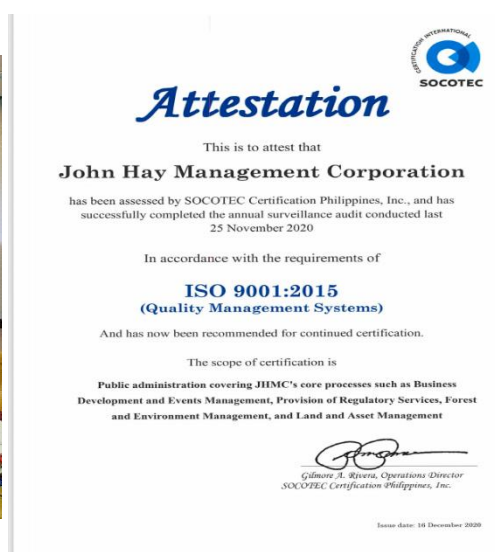 CERTIFICATION INTERNATIONAL
SOCOTEC
Attestation
This is to attest that
John Hay Management Corporation
has been assessed by SOCOTEC Certification Philippines, Inc., and has
successfully completed the annual surveillance audit conducted last
25 November 2020
In accordance with the requirements of
ISO 9001:2015
(Quality Management Systems)
And has now been recommended for continued certification.
The scope of certification is
Public administration covering JHMC's core processes such as Business
Development and Events Management, Provision of Regulatory Services, Forest
and Environment Management, and Land and Asset Management
Gilmore A. Rivera, Operations Director
SOCOTEC Certification Philippines, Inc.
Issue date: 16 December 2020